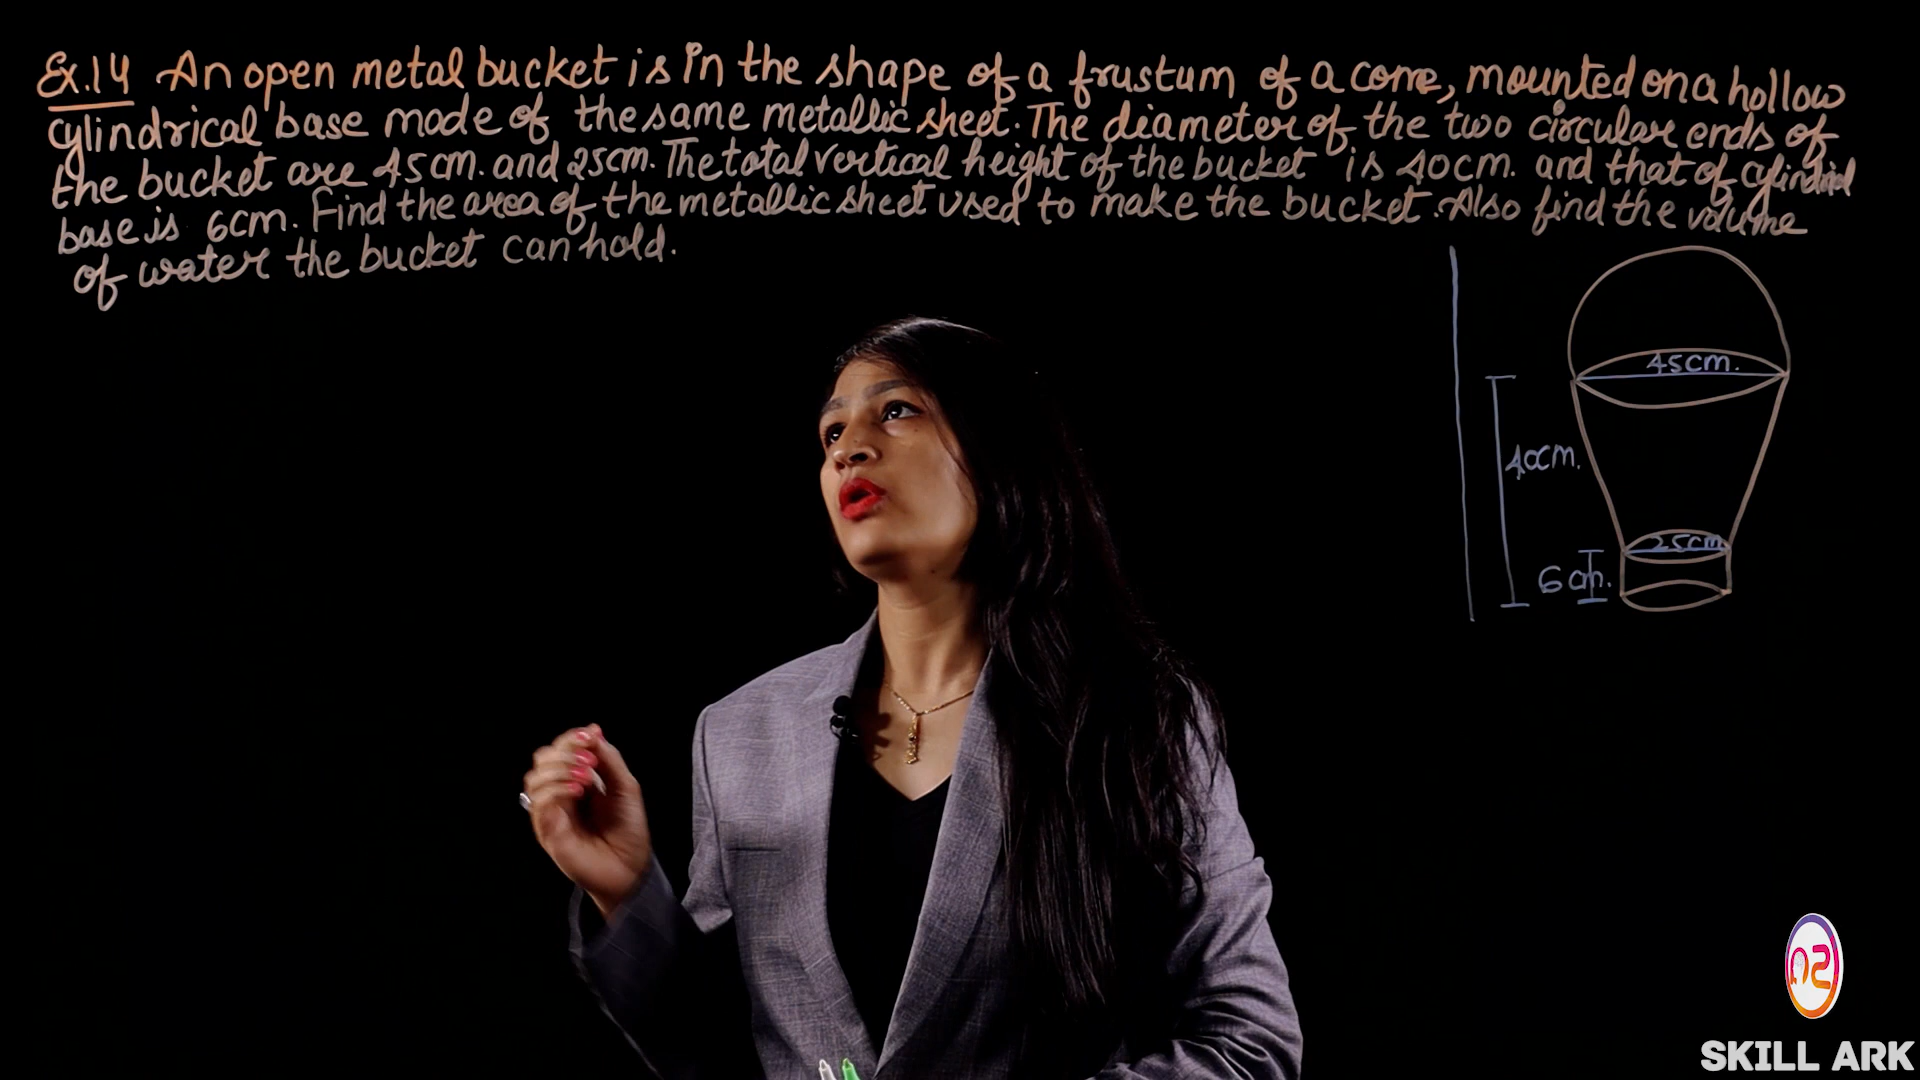 Ex.14 An open metal bucket is in the shape of a frustum of a cone, mounted on a hollow
cylindrical base made of the same metallic sheet. The diameter of the two circular ends of
the bucket are 45cm. and 25cm. The total vertical height of the bucket is 40cm. and that of cylindrical
base is 6cm. Find the area of the metallic sheet used to make the bucket. Also find the volume
of water the bucket can hold.
45cm.
40cm.
25cm
6cm.
SKILL ARK